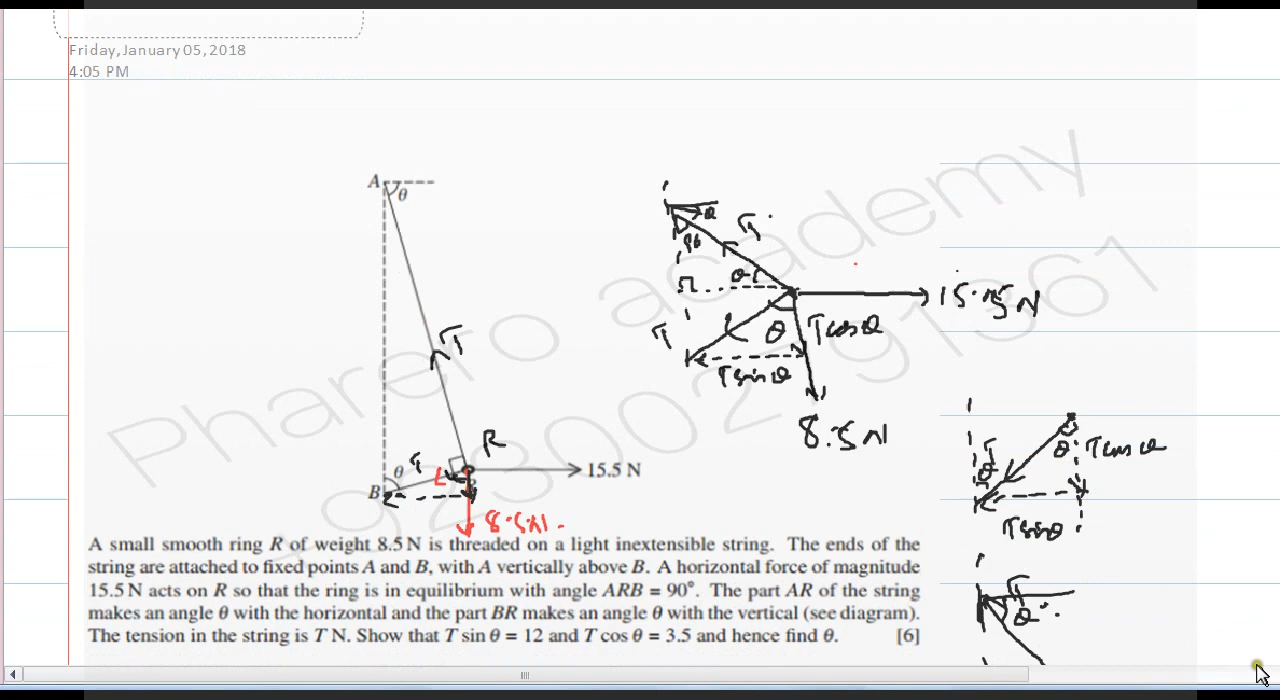 Friday, January 05, 2018
4:05 PM
A
θ
T
R
θ
T
B
15.5 N
8.5N
θ
T
θ
15.5N
T
θ
Tcosθ
Tsinθ
8.5N
θ
T
θ
Tcosθ
Tsinθ
T
θ
Pharero academy
923002791361
A small smooth ring R of weight 8.5 N is threaded on a light inextensible string. The ends of the
string are attached to fixed points A and B, with A vertically above B. A horizontal force of magnitude
15.5 N acts on R so that the ring is in equilibrium with angle ARB = 90°. The part AR of the string
makes an angle θ with the horizontal and the part BR makes an angle θ with the vertical (see diagram).
The tension in the string is T N. Show that T sin θ = 12 and T cos θ = 3.5 and hence find θ. [6]